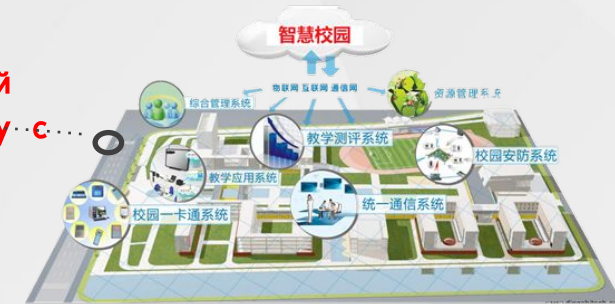 智慧校园
物联网 互联网 通信网
综合管理系统
资源管理系统
й
у с
教学测评系统
校园安防系统
教学应用系统
统一通信系统
校园一卡通系统